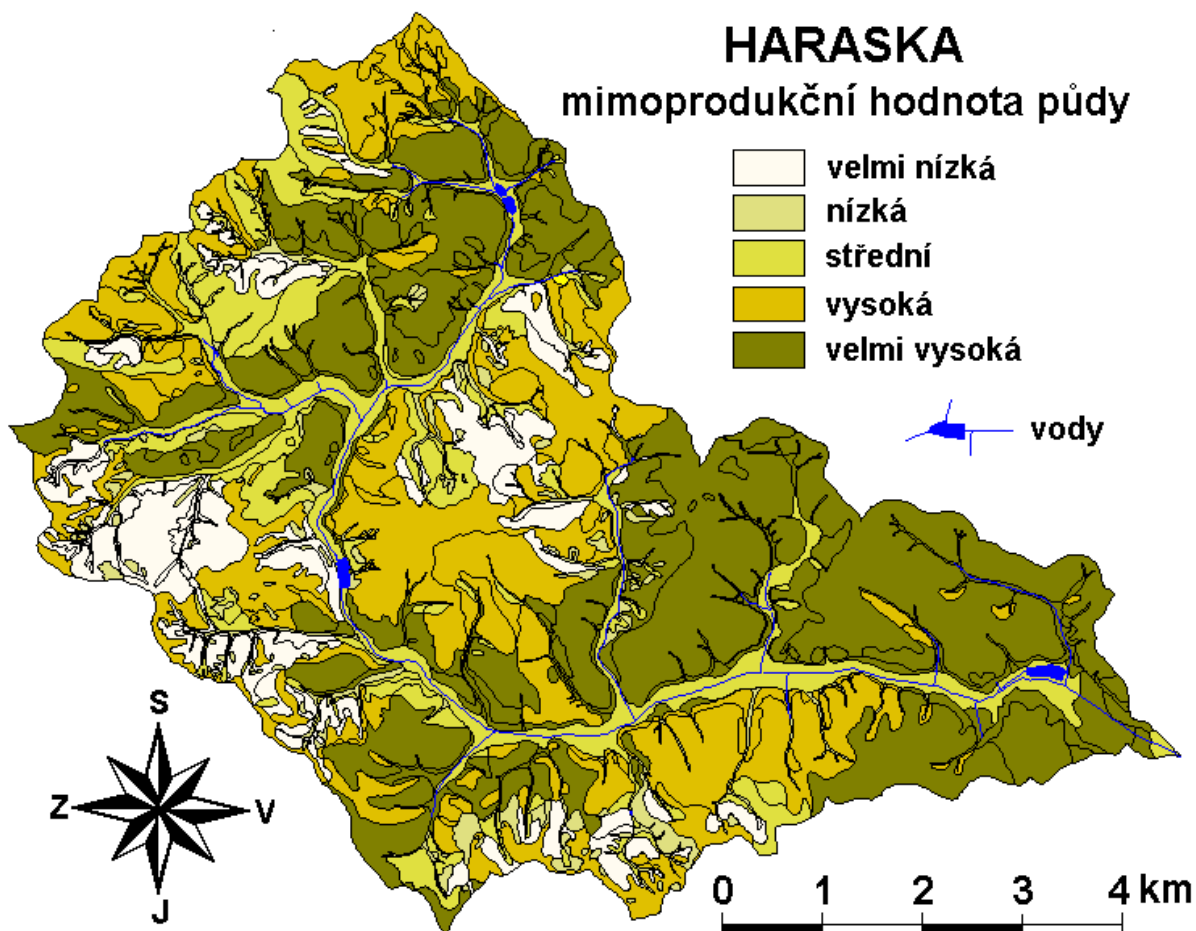 HARASKA
mimoprodukční hodnota půdy
velmi nízká
nízká
střední
vysoká
velmi vysoká
vody
S
Z V
J
0 1 2 3 4 km